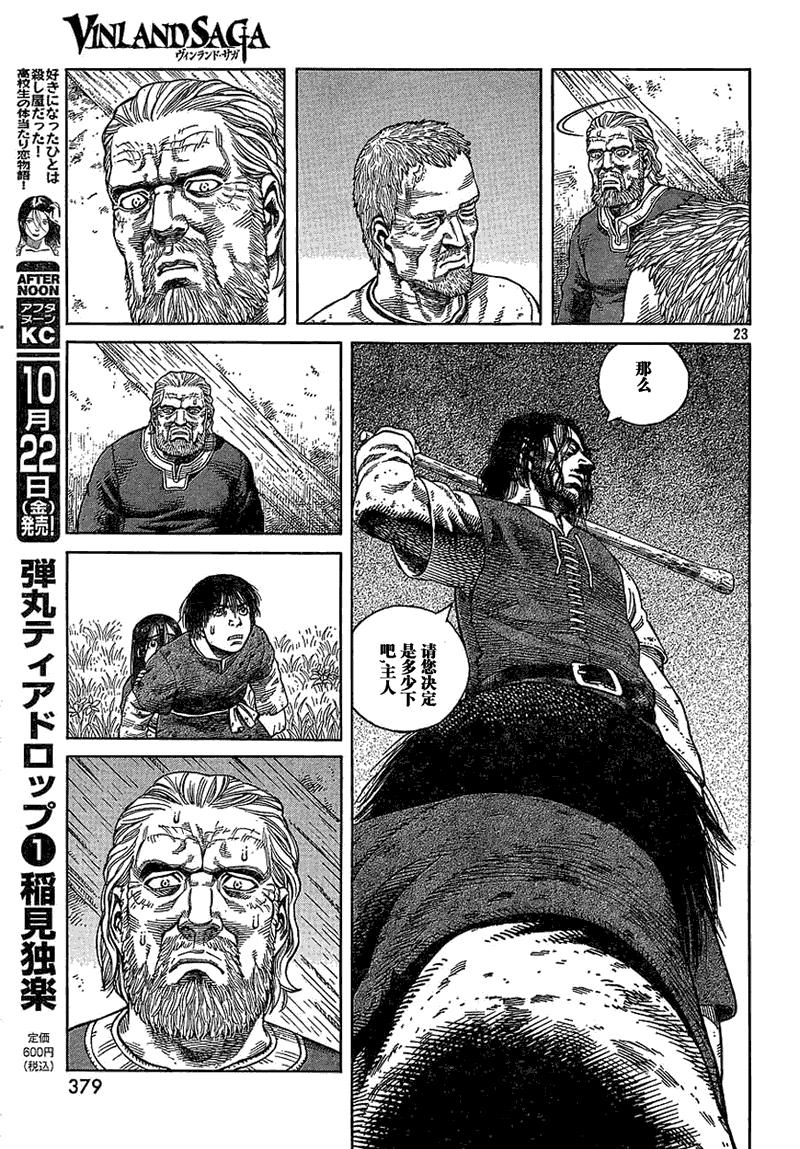 VINLAND SAGA
ヴィンランド・サガ
好きになったひとは
殺し屋だった！
高校生の体当たり恋物語！
AFTER
NOON
アフタ
ヌーン
KC
10月22日
(金)
発売！
弾丸ティアドロップ❶
稲見独楽
定価
600円
(税込)
23
那么
请您决定
是多少下
吧,主人
379